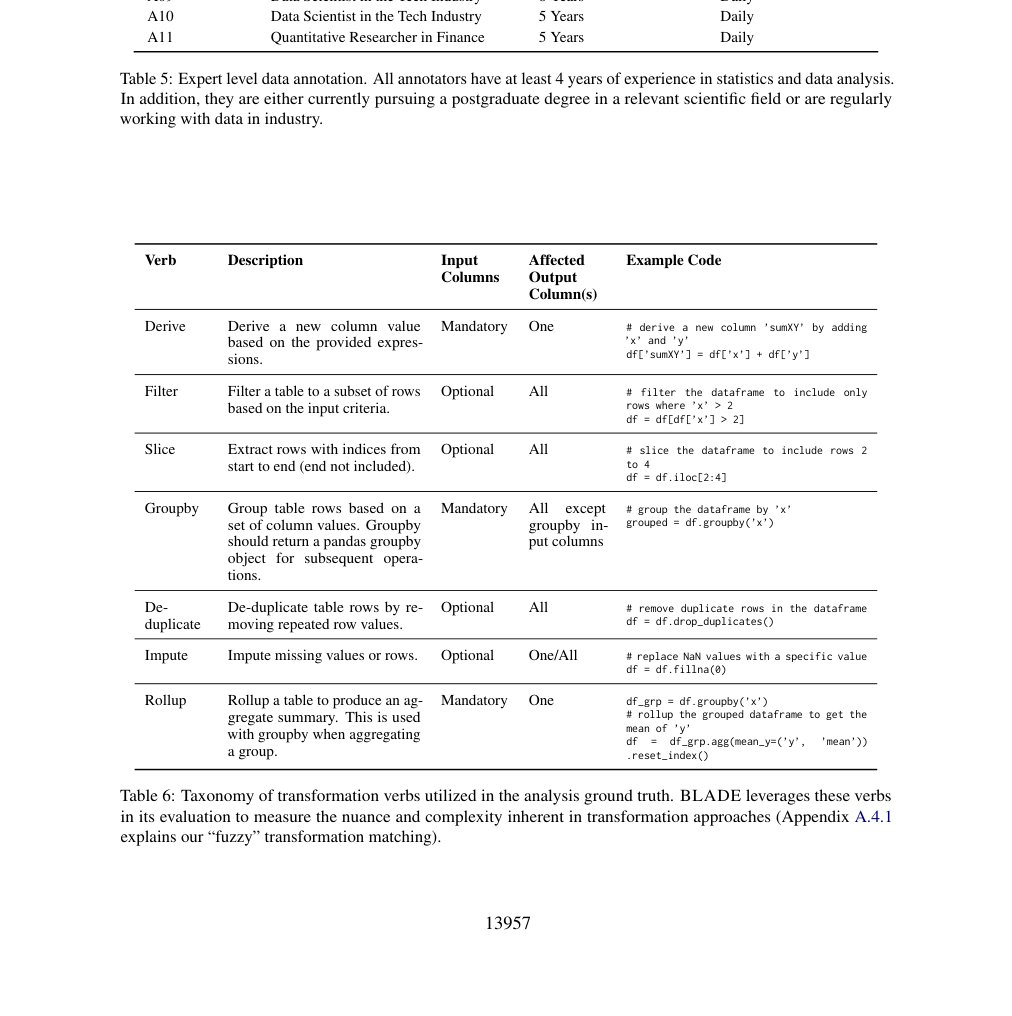 A10 Data Scientist in the Tech Industry 5 Years Daily
A11 Quantitative Researcher in Finance 5 Years Daily
Table 5: Expert level data annotation. All annotators have at least 4 years of experience in statistics and data analysis.
In addition, they are either currently pursuing a postgraduate degree in a relevant scientific field or are regularly
working with data in industry.
Verb Description Input Affected Example Code
Columns Output
Column(s)
Derive Derive a new column value Mandatory One # derive a new column ’sumXY’ by adding
based on the provided expres- ’x’ and ’y’
sions. df[’sumXY’] = df[’x’] + df[’y’]
Filter Filter a table to a subset of rows Optional All # filter the dataframe to include only
based on the input criteria. rows where ’x’ > 2
df = df[df[’x’] > 2]
Slice Extract rows with indices from Optional All # slice the dataframe to include rows 2
start to end (end not included). to 4
df = df.iloc[2:4]
Groupby Group table rows based on a Mandatory All except # group the dataframe by ’x’
set of column values. Groupby groupby in- grouped = df.groupby(’x’)
should return a pandas groupby put columns
object for subsequent opera-
tions.
De- De-duplicate table rows by re- Optional All # remove duplicate rows in the dataframe
duplicate moving repeated row values. df = df.drop_duplicates()
Impute Impute missing values or rows. Optional One/All # replace NaN values with a specific value
df = df.fillna(0)
Rollup Rollup a table to produce an ag- Mandatory One df_grp = df.groupby(’x’)
gregate summary. This is used # rollup the grouped dataframe to get the
with groupby when aggregating mean of ’y’
a group. df = df_grp.agg(mean_y=(’y’, ’mean’))
.reset_index()
Table 6: Taxonomy of transformation verbs utilized in the analysis ground truth. BLADE leverages these verbs
in its evaluation to measure the nuance and complexity inherent in transformation approaches (Appendix A.4.1
explains our “fuzzy” transformation matching).
13957